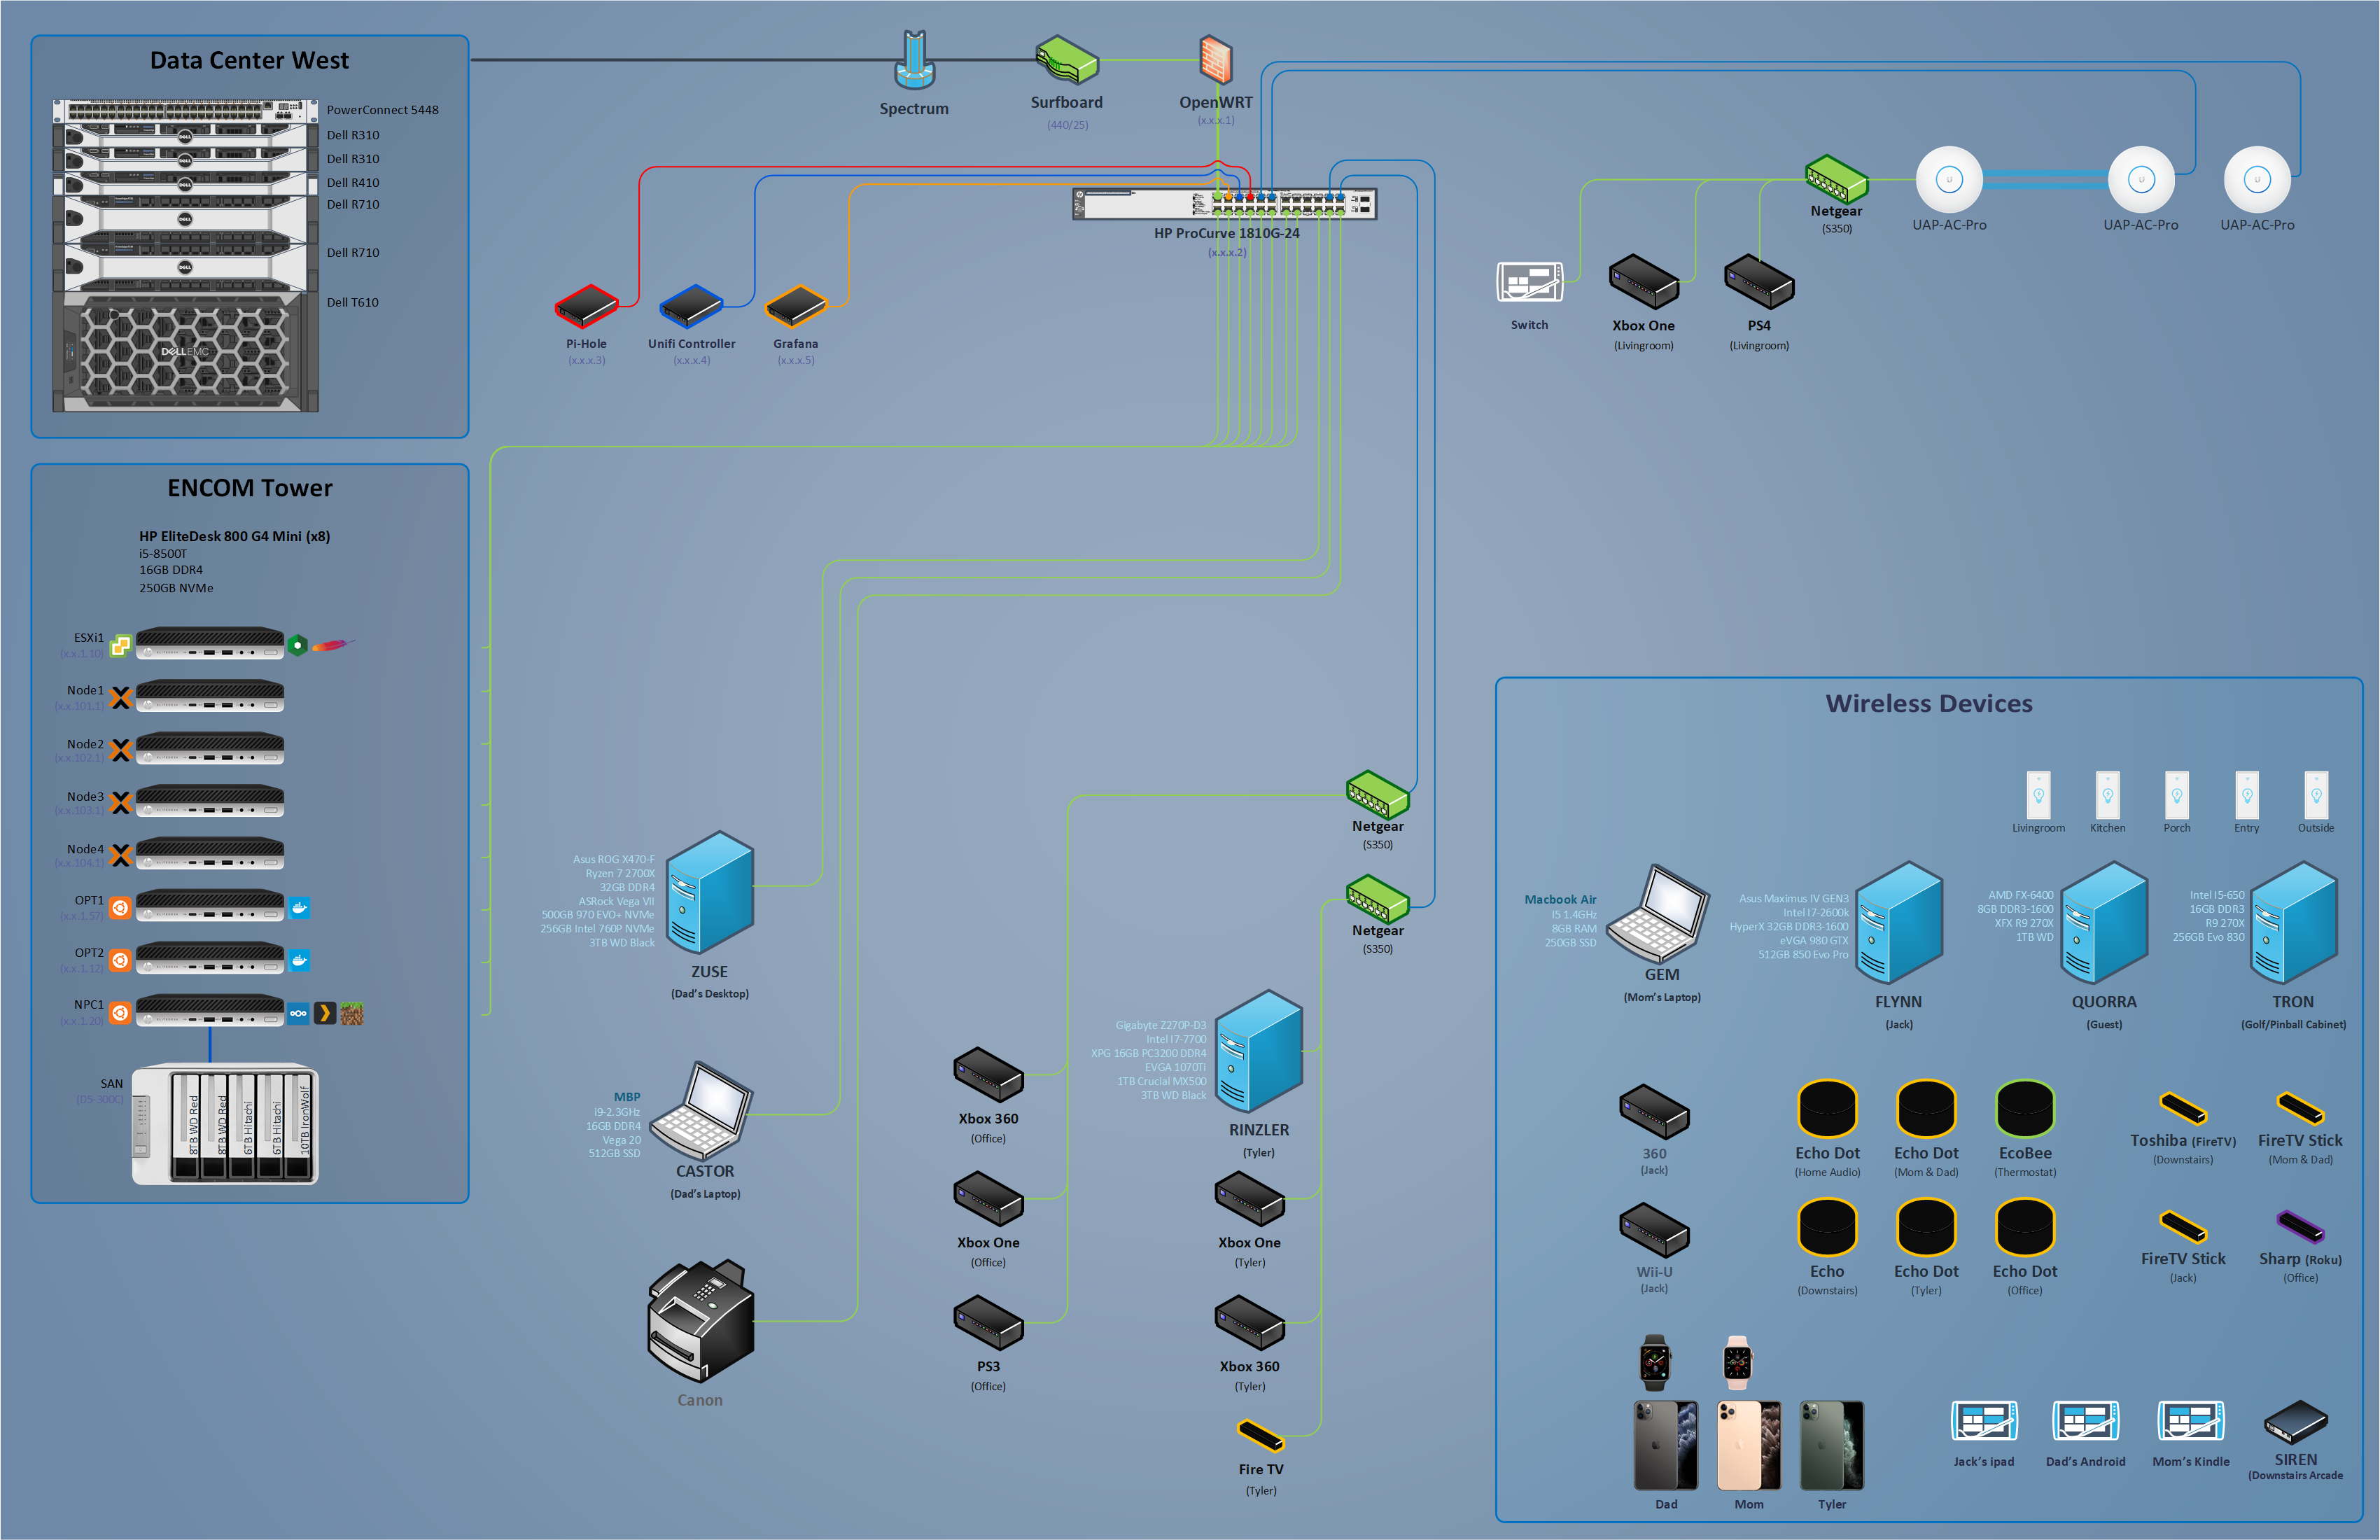 Data Center West
PowerConnect 5448
Dell R310
Dell R310
Dell R410
Dell R710
Dell R710
Dell T610
DELL
DELL
DELL
DELL
DELL
DELLEMC
Spectrum
Surfboard
(440/25)
OpenWRT
(x.x.x.1)
HP ProCurve 1810G-24
(x.x.x.2)
Pi-Hole
(x.x.x.3)
Unifi Controller
(x.x.x.4)
Grafana
(x.x.x.5)
Netgear
(S350)
UAP-AC-Pro
UAP-AC-Pro
UAP-AC-Pro
Switch
Xbox One
(Livingroom)
PS4
(Livingroom)
ENCOM Tower
HP EliteDesk 800 G4 Mini (x8)
i5-8500T
16GB DDR4
250GB NVMe
ESXi1
(x.x.1.10)
Node1
(x.x.101.1)
Node2
(x.x.102.1)
Node3
(x.x.103.1)
Node4
(x.x.104.1)
OPT1
(x.x.1.57)
OPT2
(x.x.1.12)
NPC1
(x.x.1.20)
SAN
(D5-300C)
8TB WD Red
8TB WD Red
6TB Hitachi
6TB Hitachi
10TB IronWolf
Asus ROG X470-F
Ryzen 7 2700X
32GB DDR4
ASRock Vega VII
500GB 970 EVO+ NVMe
256GB Intel 760P NVMe
3TB WD Black
ZUSE
(Dad's Desktop)
MBP
I9-2.3GHz
16GB DDR4
Vega 20
512GB SSD
CASTOR
(Dad's Laptop)
Canon
Netgear
(S350)
Netgear
(S350)
Xbox 360
(Office)
Xbox One
(Office)
PS3
(Office)
Gigabyte Z270P-D3
Intel I7-7700
XPG 16GB PC3200 DDR4
EVGA 1070Ti
1TB Crucial MX500
3TB WD Black
RINZLER
(Tyler)
Xbox One
(Tyler)
Xbox 360
(Tyler)
Fire TV
(Tyler)
Wireless Devices
Livingroom
Kitchen
Porch
Entry
Outside
Macbook Air
I5 1.4GHz
8GB RAM
250GB SSD
GEM
(Mom's Laptop)
Asus Maximus IV GEN3
Intel I7-2600k
HyperX 32GB DDR3-1600
eVGA 980 GTX
512GB 850 Evo Pro
FLYNN
(Jack)
AMD FX-6400
8GB DDR3-1600
XFX R9 270X
1TB WD
QUORRA
(Guest)
Intel I5-650
16GB DDR3
R9 270X
256GB Evo 830
TRON
(Golf/Pinball Cabinet)
360
(Jack)
Echo Dot
(Home Audio)
Echo Dot
(Mom & Dad)
EcoBee
(Thermostat)
Toshiba (FireTV)
(Downstairs)
FireTV Stick
(Mom & Dad)
Wii-U
(Jack)
Echo
(Downstairs)
Echo Dot
(Tyler)
Echo Dot
(Office)
FireTV Stick
(Jack)
Sharp (Roku)
(Office)
Dad
Mom
Tyler
Jack's ipad
Dad's Android
Mom's Kindle
SIREN
(Downstairs Arcade